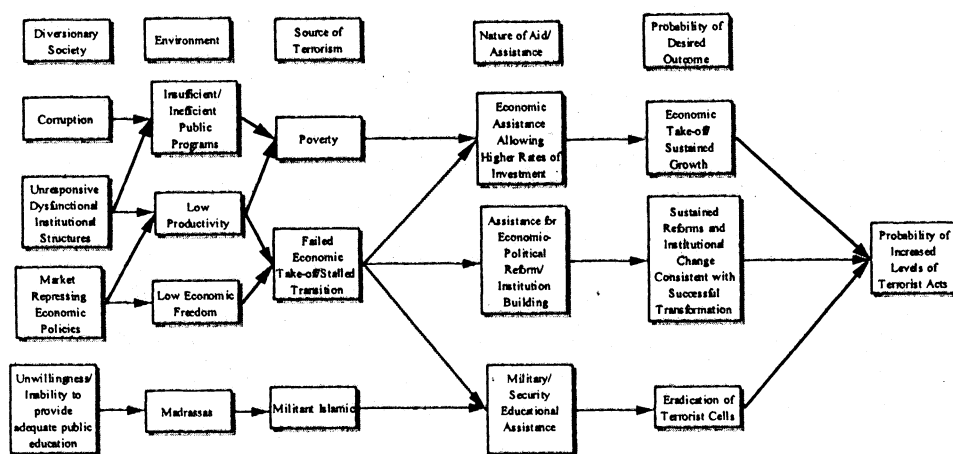 Diversionary
Society
Environment
Source of
Terrorism
Nature of Aid/
Assistance
Probability of
Desired
Outcome
Corruption
Insufficient/
Inefficient
Public
Programs
Poverty
Economic
Assistance
Allowing
Higher Rates of
Investment
Economic
Take-off/
Sustained
Growth
Unresponsive
Dysfunctional
Institutional
Structures
Low
Productivity
Failed
Economic
Take-off/Stalled
Transition
Assistance for
Economic-
Political Reform/
Institution
Building
Sustained
Reforms and
Institutional
Change
Consistent with
Successful
Transformation
Probability of
Increased
Levels of
Terrorist Acts
Market
Repressing
Economic
Policies
Low Economic
Freedom
Unwillingness/
Inability to
provide
adequate public
education
Madrassas
Militant Islamic
Military/
Security
Educational
Assistance
Eradication of
Terrorist Cells